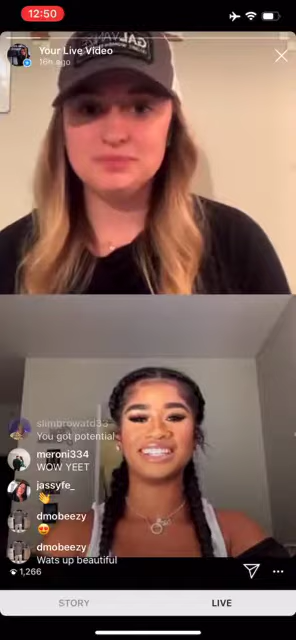 12:50
Your Live Video
16h ago
slimbrowatd33
You got potential
meroni334
WOW YEET
jassyfe_
dmobeezy
dmobeezy
Wats up beautiful
1,266
STORY
LIVE